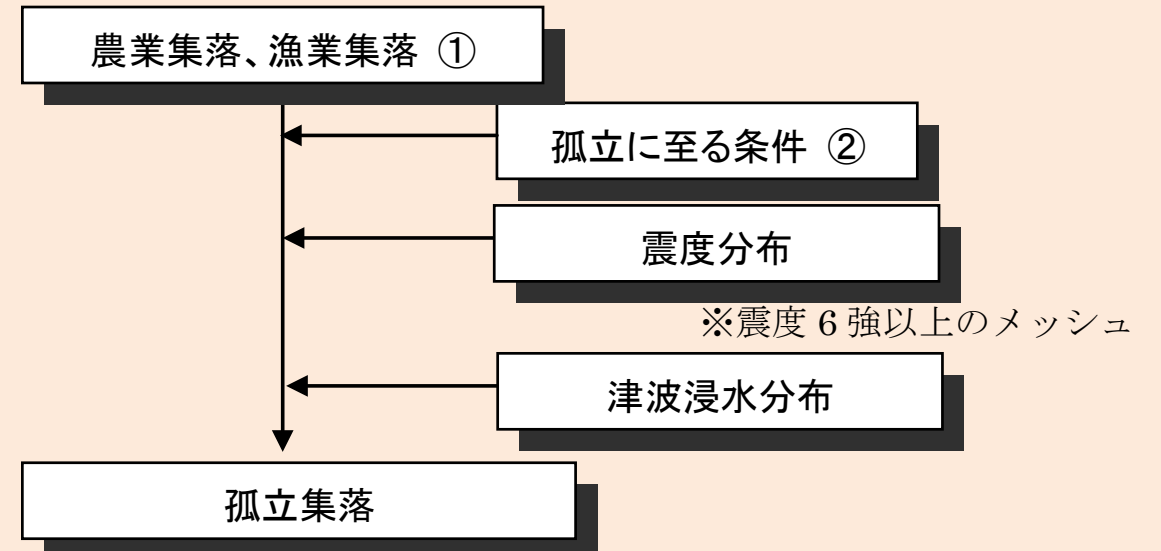 農業集落、漁業集落 ①
孤立に至る条件 ②
震度分布
※震度 6 強以上のメッシュ
津波浸水分布
孤立集落